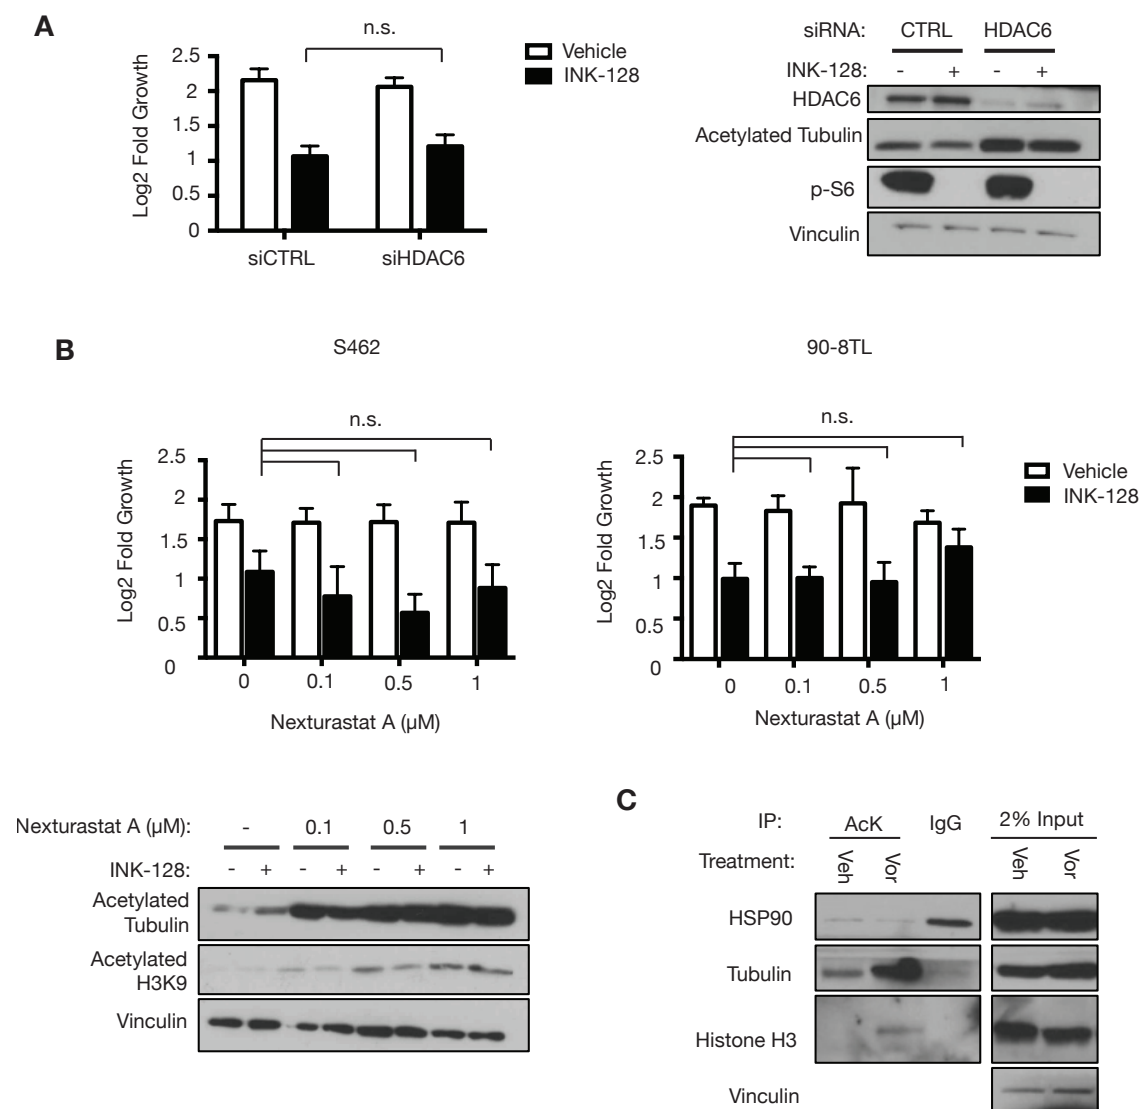 A
n.s.
2.5
2
1.5
1
0.5
0
Log2 Fold Growth
siCTRL siHDAC6
Vehicle
INK-128
siRNA: CTRL HDAC6
INK-128: - + - +
HDAC6
Acetylated Tubulin
p-S6
Vinculin
B
S462
n.s.
2.5
2
1.5
1
0.5
0
Log2 Fold Growth
0 0.1 0.5 1
Nexturastat A (µM)
90-8TL
n.s.
2.5
2
1.5
1
0.5
0
Log2 Fold Growth
0 0.1 0.5 1
Nexturastat A (µM)
Vehicle
INK-128
Nexturastat A (µM): - 0.1 0.5 1
INK-128: - + - + - + - +
Acetylated
Tubulin
Acetylated
H3K9
Vinculin
C
IP: AcK IgG 2% Input
Treatment: Veh Vor Veh Vor
HSP90
Tubulin
Histone H3
Vinculin